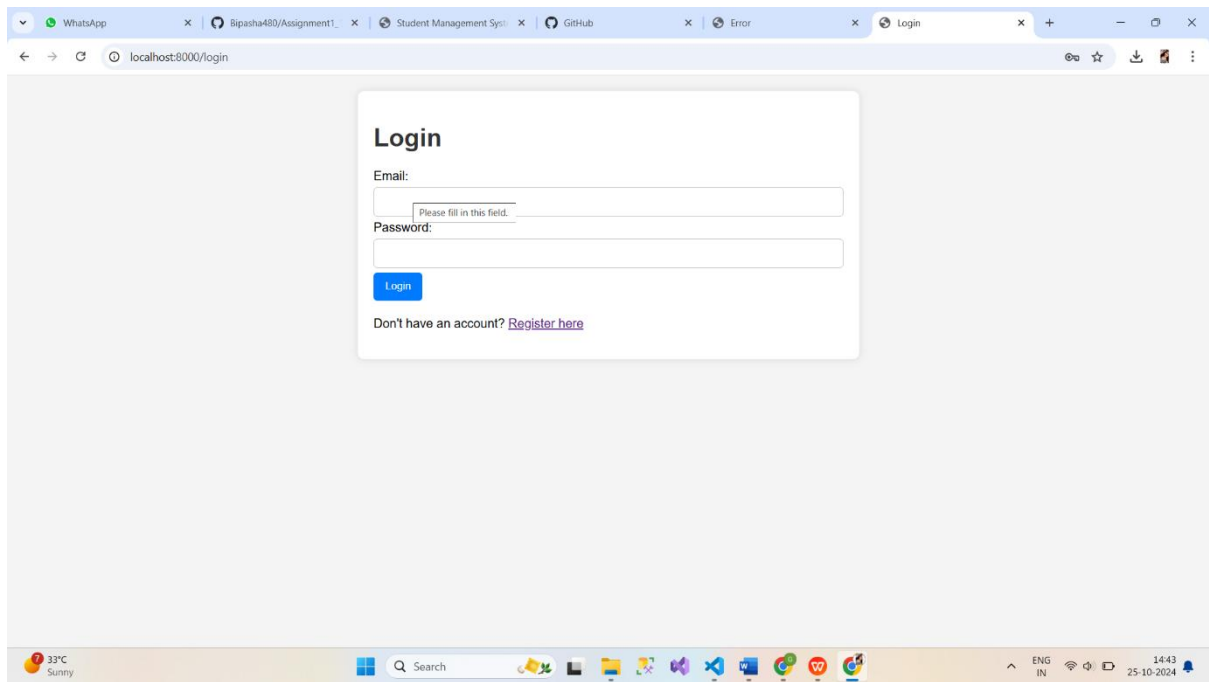 WhatsApp
Bipasha480/Assignment1_
Student Management Syst
GitHub
Error
Login
localhost:8000/login
Login
Email:
Please fill in this field.
Password:
Login
Don't have an account? Register here
7
33°C
Sunny
Search
ENG
IN
14:43
25-10-2024